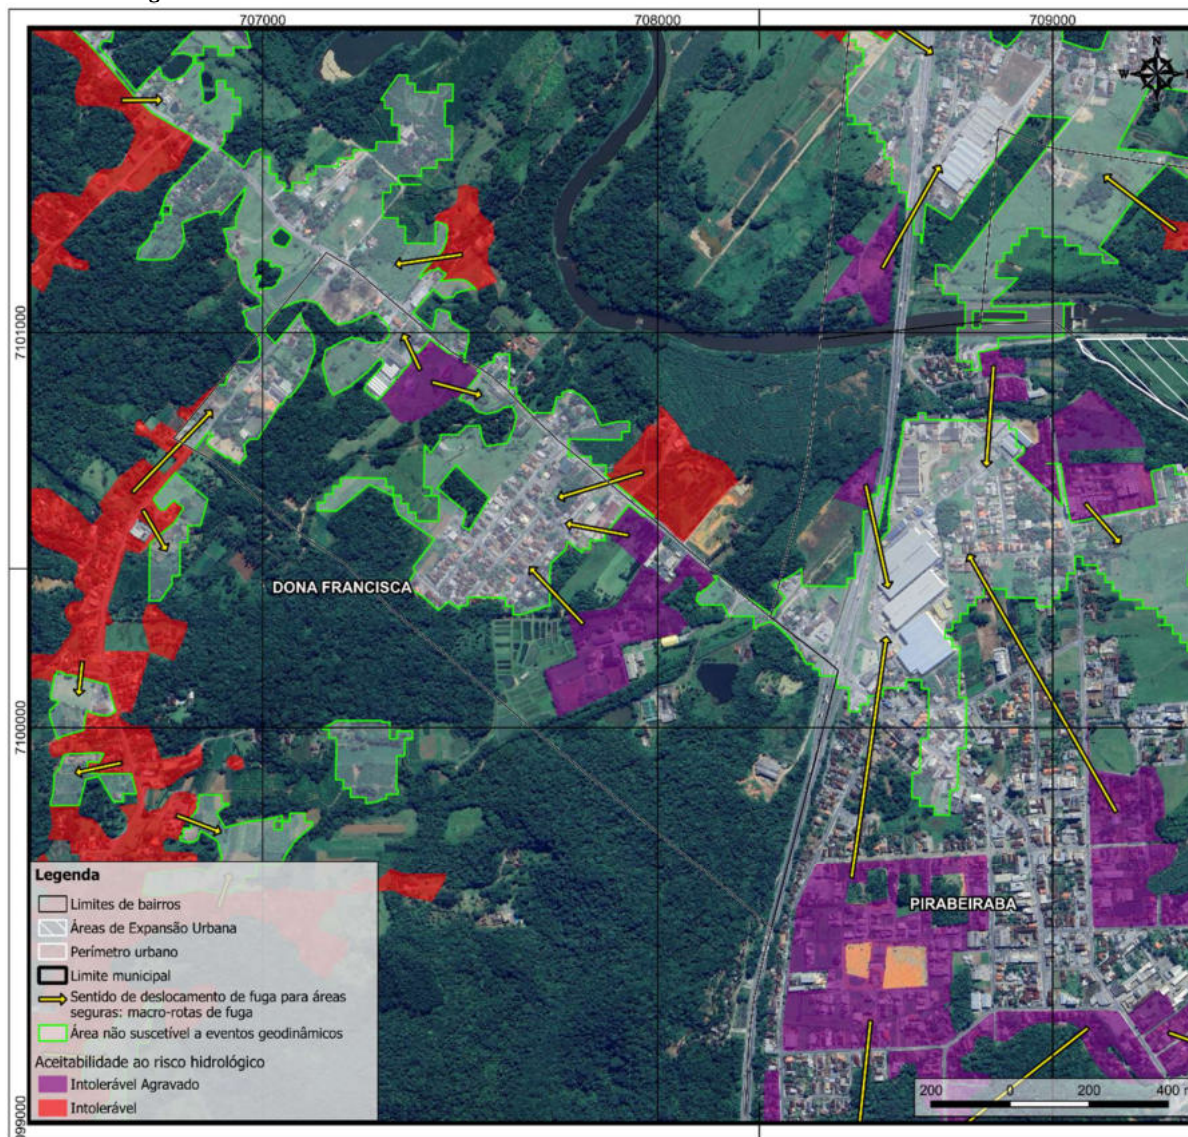 707000
708000
709000
N
W
7101000
DONA FRANCISCA
7100000
PIRABEIRABA
Legenda
Limites de bairros
Áreas de Expansão Urbana
Perímetro urbano
Limite municipal
Sentido de deslocamento de fuga para áreas
seguras: macro-rotas de fuga
Área não suscetível a eventos geodinâmicos
Aceitabilidade ao risco hidrológico
Intolerável Agravado
Intolerável
200 0 200 400
99000